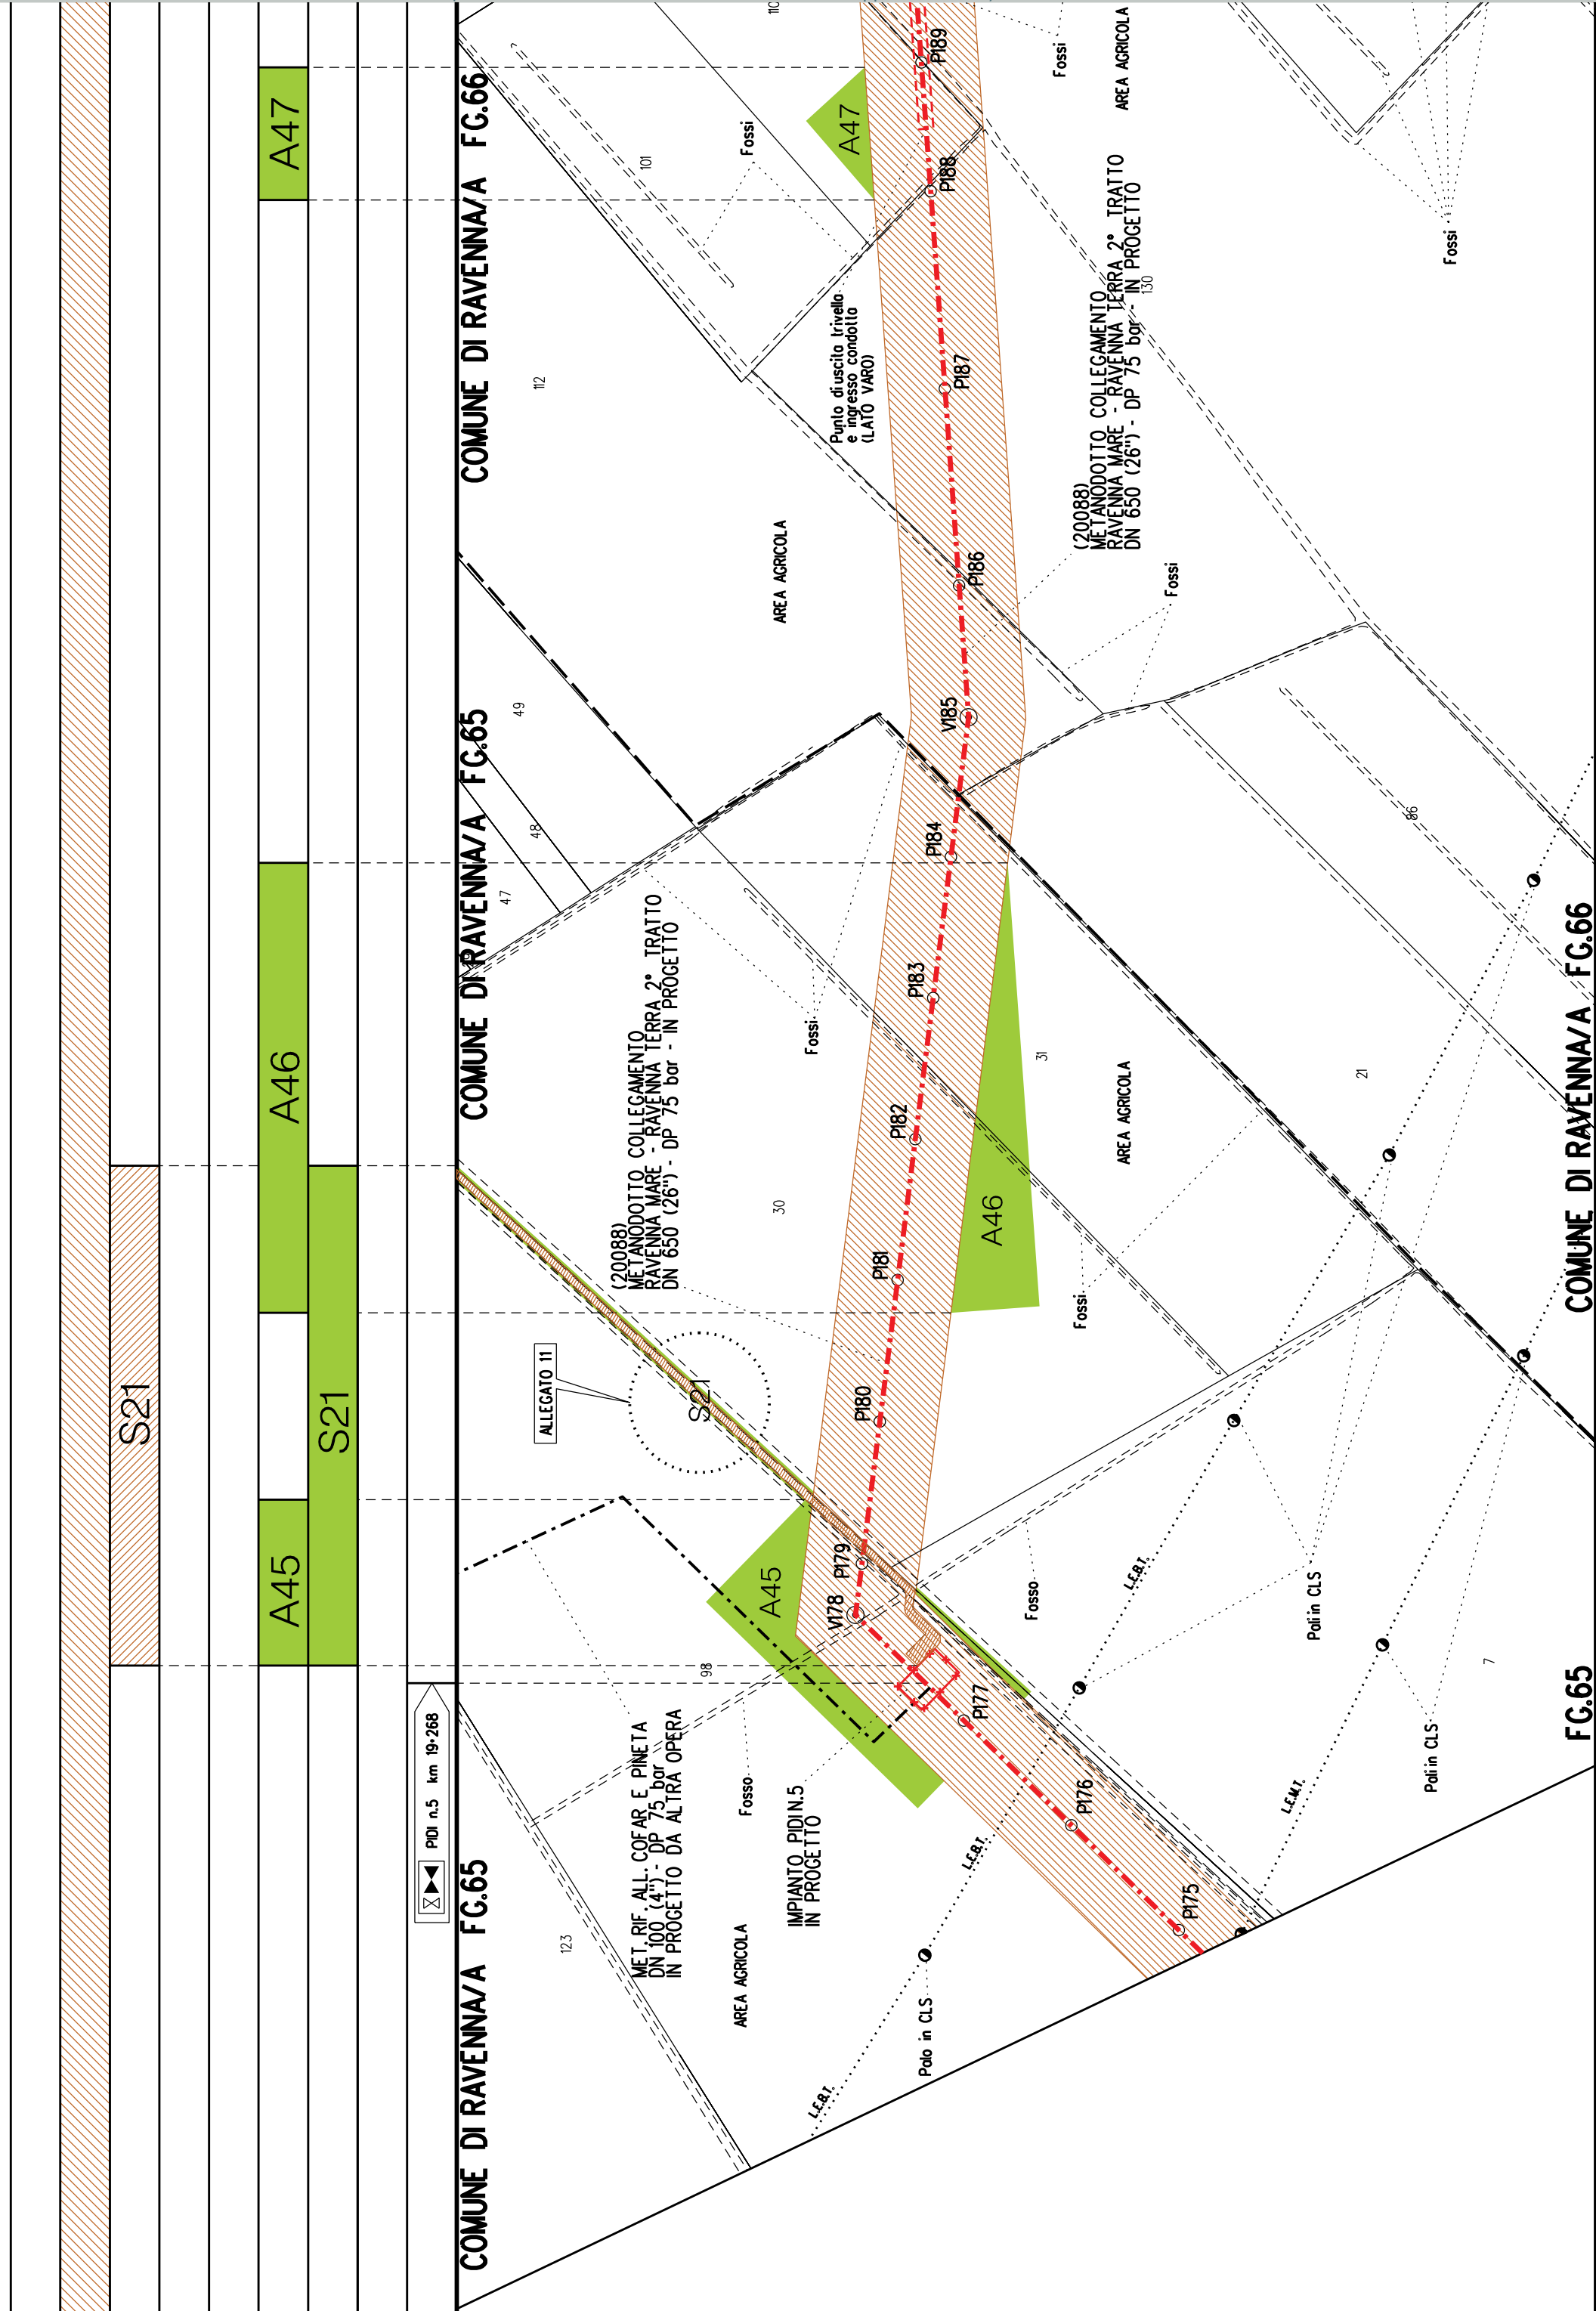 A47
A46
A45
S21
S21
PIDI n.5 km 19+268
COMUNE DI RAVENNA/A FG.66
COMUNE DI RAVENNA/A FG.65
COMUNE DI RAVENNA/A FG.65
COMUNE DI RAVENNA/A FG.66
FG.65
110
101
112
49
48
47
130
86
31
21
30
98
123
7
Fossi
Fossi
Fossi
Fossi
Fossi
Fossi
Fosso
Fosso
AREA AGRICOLA
AREA AGRICOLA
AREA AGRICOLA
AREA AGRICOLA
A47
A46
A45
S21
ALLEGATO 11
P189
P188
P187
P186
V185
P184
P183
P182
P181
P180
P179
V178
P177
P176
P175
Punto di uscita trivella
e ingresso condotta
(LATO VARO)
(20088)
METANODOTTO COLLEGAMENTO
RAVENNA MARE - RAVENNA TERRA 2° TRATTO
DN 650 (26") - DP 75 bar - IN PROGETTO
(20088)
METANODOTTO COLLEGAMENTO
RAVENNA MARE - RAVENNA TERRA 2° TRATTO
DN 650 (26") - DP 75 bar - IN PROGETTO
MET. RIF. ALL. COFAR E PINETA
DN 100 (4") - DP 75 bar
IN PROGETTO DA ALTRA OPERA
IMPIANTO PIDI N.5
IN PROGETTO
L.E.B.T.
L.E.B.T.
L.E.B.T.
L.E.M.T.
Palo in CLS
Pali in CLS
Pali in CLS